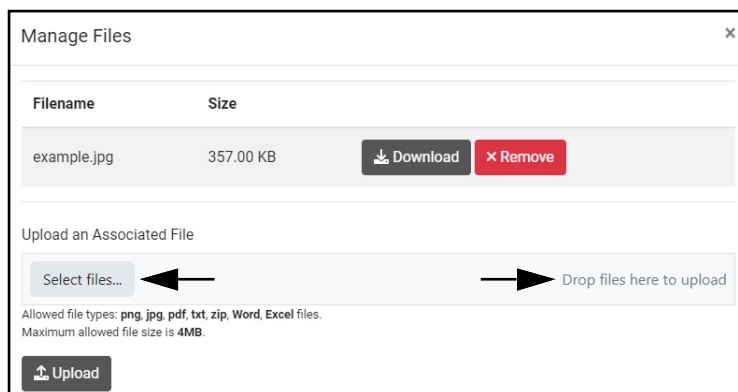 Manage Files ×
Filename Size
example.jpg 357.00 KB Download × Remove
Upload an Associated File
Select files... Drop files here to upload
Allowed file types: png, jpg, pdf, txt, zip, Word, Excel files.
Maximum allowed file size is 4MB.
Upload